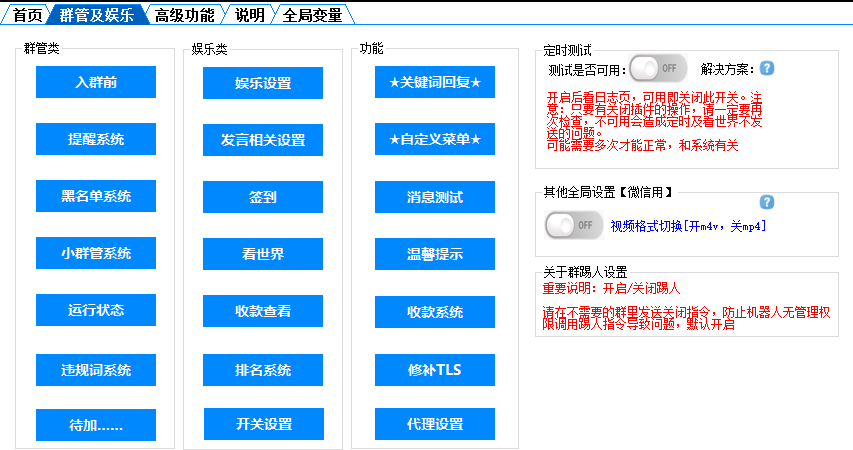 首页 群管及娱乐 高级功能 说明 全局变量
群管类
入群前
提醒系统
黑名单系统
小群管系统
运行状态
违规词系统
待加......
娱乐类
娱乐设置
发言相关设置
签到
看世界
收款查看
排名系统
开关设置
功能
★关键词回复★
★自定义菜单★
消息测试
温馨提示
收款系统
修补TLS
代理设置
定时测试
测试是否可用: OFF 解决方案: ?
开启后看日志页，可用即关闭此开关。注
意：只要有关闭插件的操作，请一定要再
次检查，不可用会造成定时及看世界不发
送的问题。
可能需要多次才能正常，和系统有关
其他全局设置【微信用】
?
OFF 视频格式切换[开m4v，关mp4]
关于群踢人设置
重要说明：开启/关闭踢人
请在不需要的群里发送关闭指令，防止机器人无管理权
限调用踢人指令导致问题，默认开启